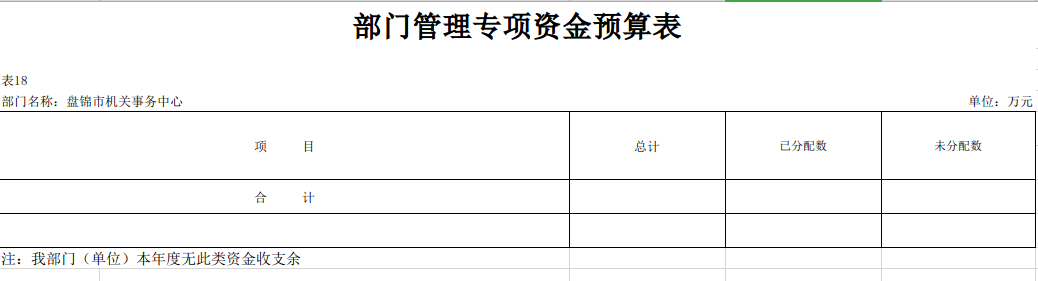 部门管理专项资金预算表
表18
部门名称：盘锦市机关事务中心 单位：万元
项 目 总计 已分配数 未分配数
合 计
注：我部门（单位）本年度无此类资金收支余